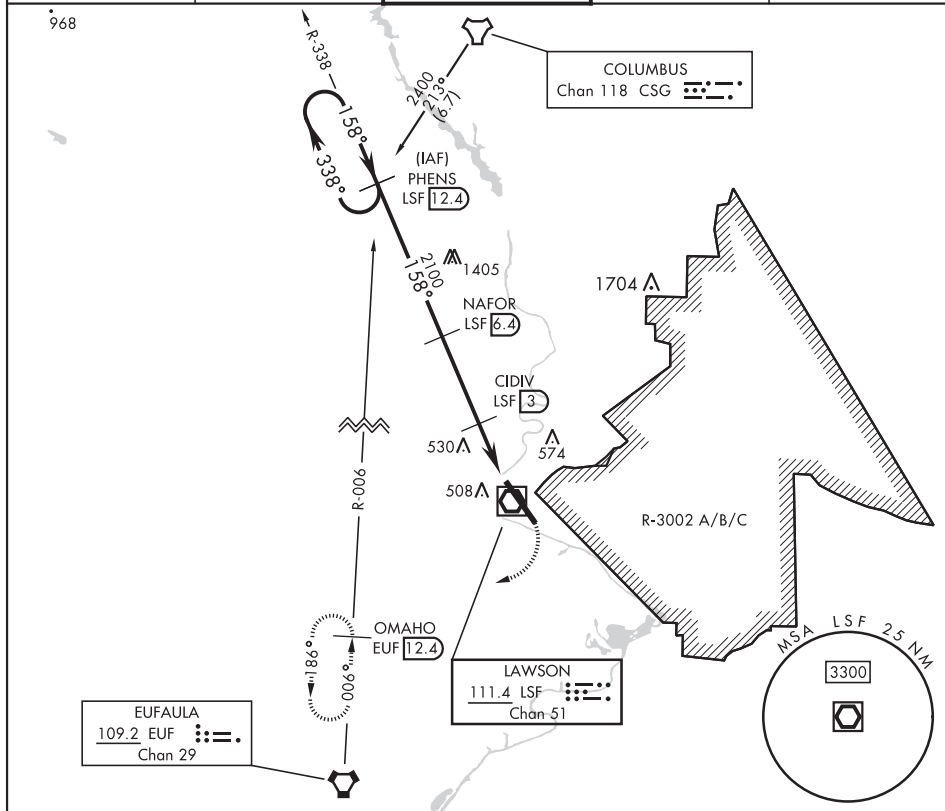 968
R-338
COLUMBUS
Chan 118 CSG
2400
213°
(6.7)
158°
338°
(IAF)
PHENS
LSF 12.4
2100
158°
1405
1704
NAFOR
LSF 6.4
CIDIV
LSF 3
530
574
508
R-3002 A/B/C
R-006
OMAHO
EUF 12.4
186°
006°
LAWSON
111.4 LSF
Chan 51
EUFAULA
109.2 EUF
Chan 29
MSA LSF 25 NM
3300